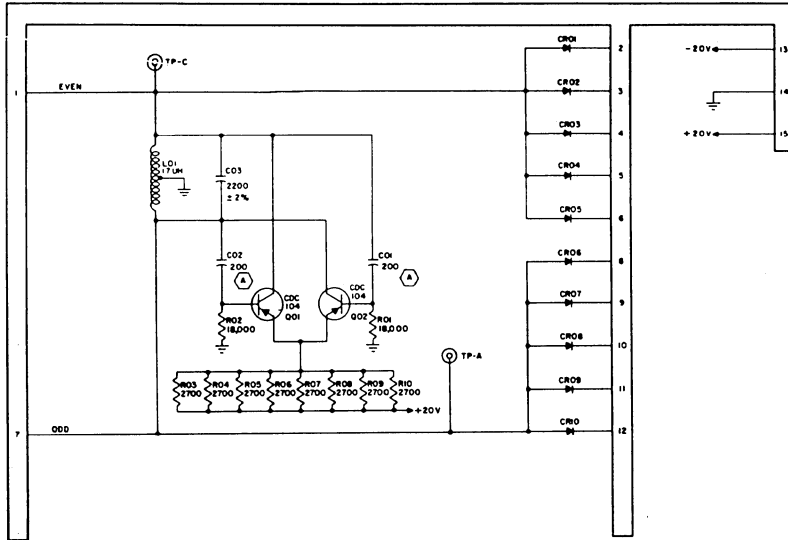 TP-C
1
EVEN
L01
17 UH
C03
2200
± 2%
C02
200
A
C01
200
A
CDC
104
Q01
CDC
104
Q02
R02
18,000
R01
18,000
R03
2700
R04
2700
R05
2700
R06
2700
R07
2700
R08
2700
R09
2700
R10
2700
+20V
TP-A
7
ODD
CR01
2
CR02
3
CR03
4
CR04
5
CR05
6
CR06
8
CR07
9
CR08
10
CR09
11
CR10
12
-20V
13
14
+20V
15